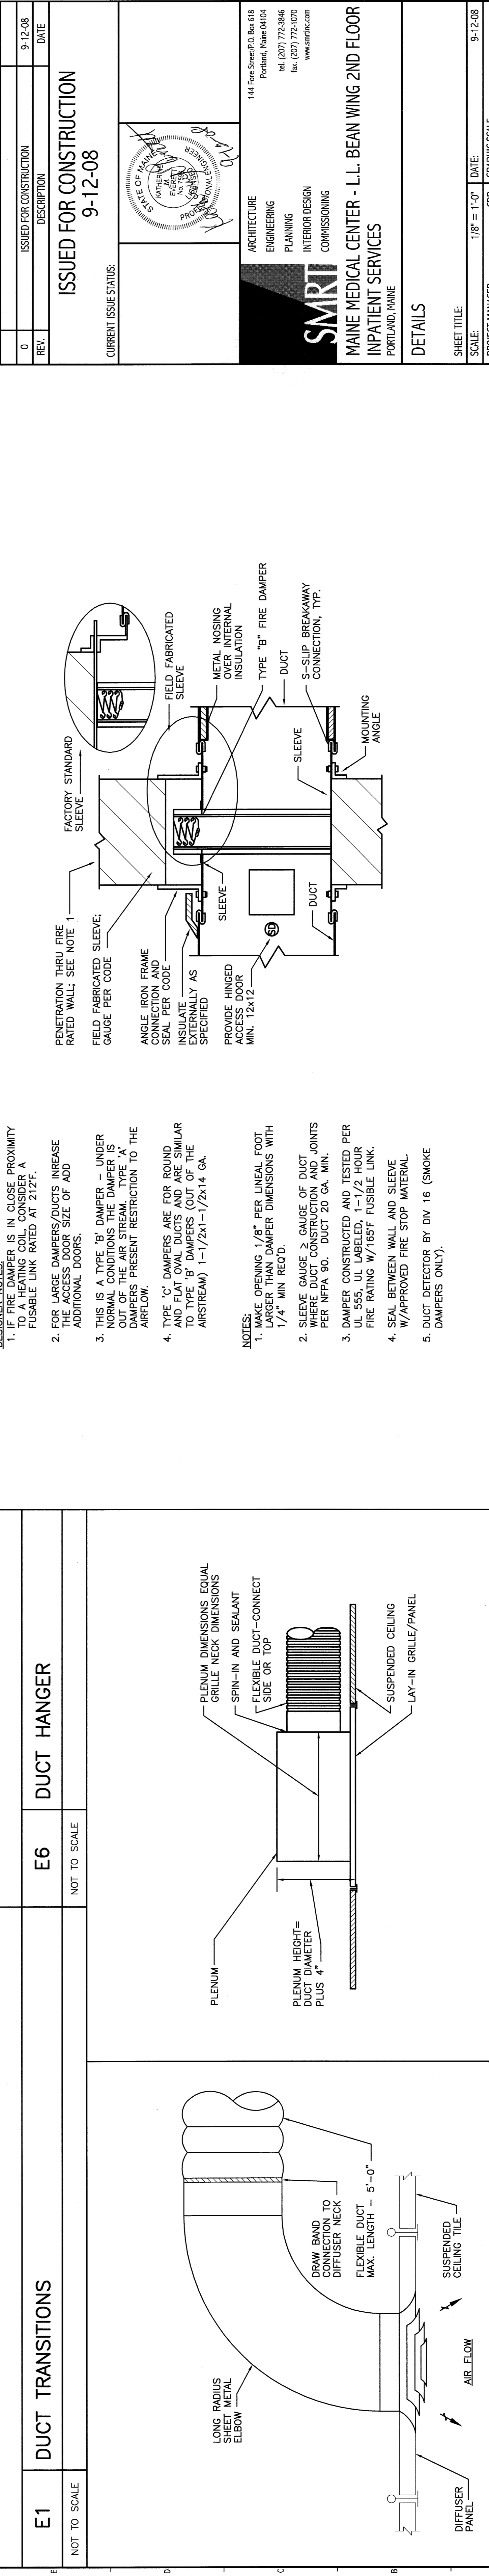 E1
DUCT TRANSITIONS
NOT TO SCALE
E6
DUCT HANGER
NOT TO SCALE
E
D
C
B
LONG RADIUS
SHEET METAL
ELBOW
DRAW BAND
CONNECTION TO
DIFFUSER NECK
FLEXIBLE DUCT
MAX. LENGTH - 5'-0"
SUSPENDED
CEILING TILE
AIR FLOW
DIFFUSER
PANEL
PLENUM
PLENUM HEIGHT=
DUCT DIAMETER
PLUS 4"
PLENUM DIMENSIONS EQUAL
GRILLE NECK DIMENSIONS
SPIN-IN AND SEALANT
FLEXIBLE DUCT-CONNECT
SIDE OR TOP
SUSPENDED CEILING
LAY-IN GRILLE/PANEL
DESIGNER NOTES:
1. IF FIRE DAMPER IS IN CLOSE PROXIMITY
TO A HEATING COIL, CONSIDER A
FUSABLE LINK RATED AT 212°F.
2. FOR LARGE DAMPERS/DUCTS INREASE
THE ACCESS DOOR SIZE OF ADD
ADDITIONAL DOORS.
3. THIS IS A TYPE 'B' DAMPER - UNDER
NORMAL CONDITIONS THE DAMPER IS
OUT OF THE AIR STREAM. TYPE 'A'
DAMPERS PRESENT RESTRICTION TO THE
AIRFLOW.
4. TYPE 'C' DAMPERS ARE FOR ROUND
AND FLAT OVAL DUCTS AND ARE SIMILAR
TO TYPE 'B' DAMPERS (OUT OF THE
AIRSTREAM) 1-1/2x1-1/2x14 GA.
NOTES:
1. MAKE OPENING 1/8" PER LINEAL FOOT
LARGER THAN DAMPER DIMENSIONS WITH
1/4" MIN REQ'D.
2. SLEEVE GAUGE ≥ GAUGE OF DUCT
WHERE DUCT CONSTRUCTION AND JOINTS
PER NFPA 90. DUCT 20 GA. MIN.
3. DAMPER CONSTRUCTED AND TESTED PER
UL 555, UL LABELED, 1-1/2 HOUR
FIRE RATING W/165°F FUSIBLE LINK.
4. SEAL BETWEEN WALL AND SLEEVE
W/APPROVED FIRE STOP MATERIAL.
5. DUCT DETECTOR BY DIV 16 (SMOKE
DAMPERS ONLY).
PENETRATION THRU FIRE
RATED WALL; SEE NOTE 1
FIELD FABRICATED SLEEVE;
GAUGE PER CODE
ANGLE IRON FRAME
CONNECTION AND
SEAL PER CODE
INSULATE
EXTERNALLY AS
SPECIFIED
PROVIDE HINGED
ACCESS DOOR
MIN. 12x12
FACTORY STANDARD
SLEEVE
FIELD FABRICATED
SLEEVE
METAL NOSING
OVER INTERNAL
INSULATION
TYPE "B" FIRE DAMPER
DUCT
S-SLIP BREAKAWAY
CONNECTION, TYP.
SLEEVE
MOUNTING
ANGLE
SLEEVE
SD
DUCT
0
ISSUED FOR CONSTRUCTION
9-12-08
REV.
DESCRIPTION
DATE
ISSUED FOR CONSTRUCTION
9-12-08
CURRENT ISSUE STATUS:
STATE OF MAINE
KATHERINE
M.
PROFESSIONAL ENGINEER
SMRT
ARCHITECTURE
ENGINEERING
PLANNING
INTERIOR DESIGN
COMMISSIONING
144 Fore Street/P.O. Box 618
Portland, Maine 04104
tel. (207) 772-3846
fax. (207) 772-1070
www.smrtinc.com
MAINE MEDICAL CENTER - L.L. BEAN WING 2ND FLOOR
INPATIENT SERVICES
PORTLAND, MAINE
DETAILS
SHEET TITLE:
SCALE:
1/8" = 1'-0"
DATE:
9-12-08
PROJECT MANAGER
GRAPHIC SCALE